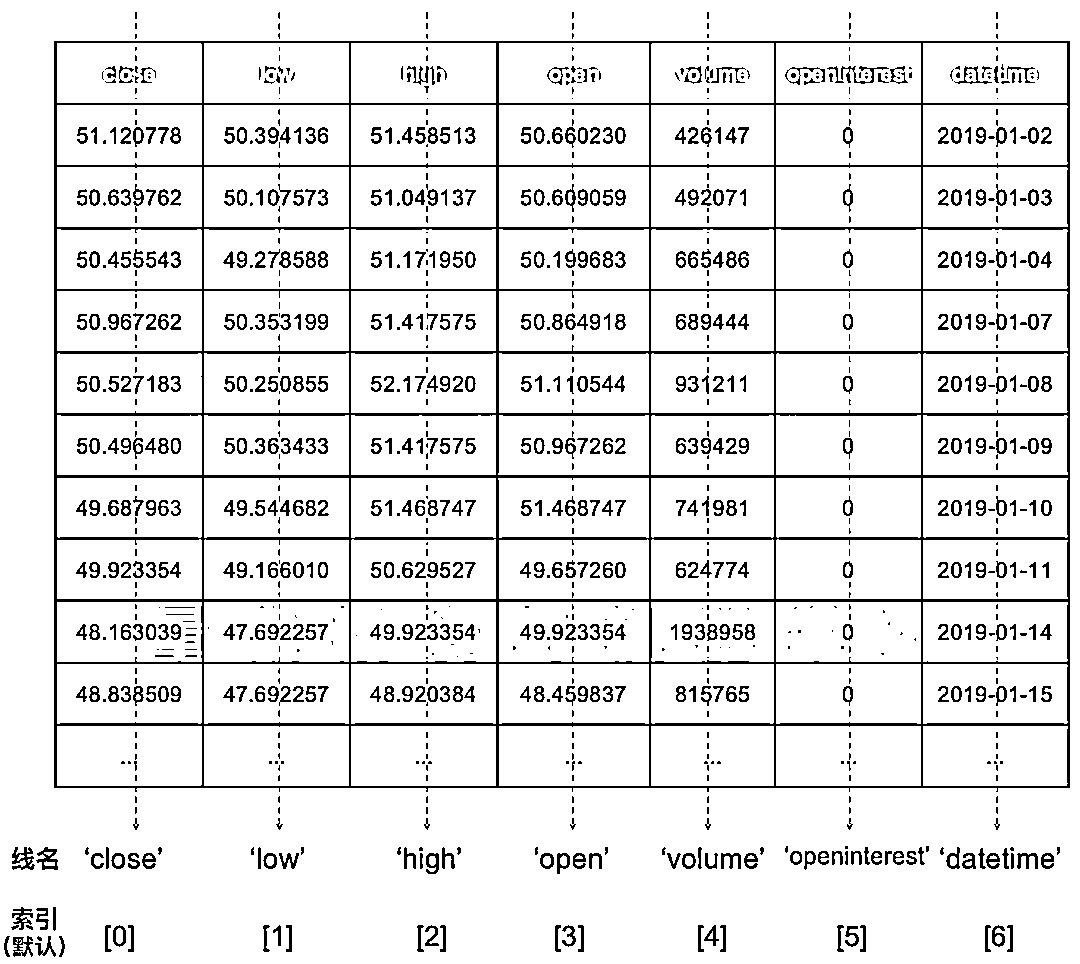 close low high open volume openinterest datetime
51.120778 50.394136 51.458513 50.660230 426147 0 2019-01-02
50.639762 50.107573 51.049137 50.609059 492071 0 2019-01-03
50.455543 49.278588 51.171950 50.199683 665486 0 2019-01-04
50.967262 50.353199 51.417575 50.864918 689444 0 2019-01-07
50.527183 50.250855 52.174920 51.110544 931211 0 2019-01-08
50.496480 50.363433 51.417575 50.967262 639429 0 2019-01-09
49.687963 49.544682 51.468747 51.468747 741981 0 2019-01-10
49.923354 49.166010 50.629527 49.657260 624774 0 2019-01-11
48.163039 47.692257 49.923354 49.923354 1938958 0 2019-01-14
48.838509 47.692257 48.920384 48.459837 815765 0 2019-01-15
... ... ... ... ... ... ...
线名 ‘close’ ‘low’ ‘high’ ‘open’ ‘volume’ ‘openinterest’ ‘datetime’
索引
(默认) [0] [1] [2] [3] [4] [5] [6]